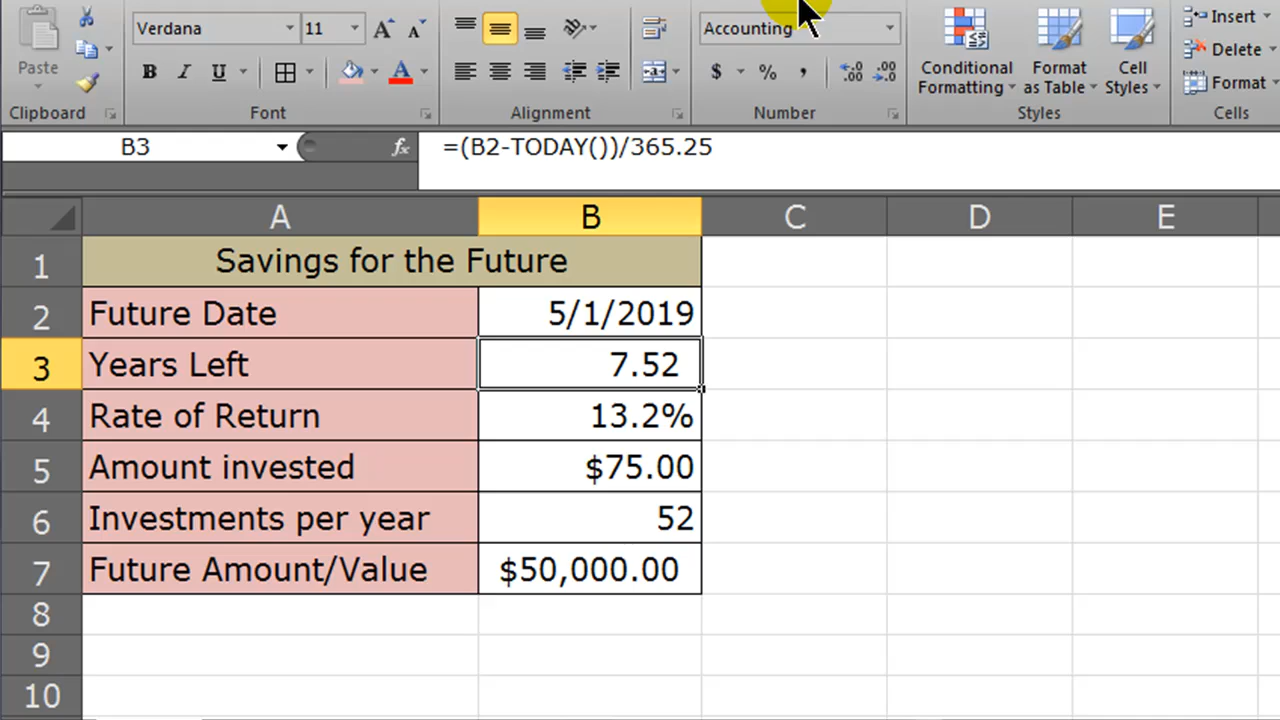 Verdana 11 Accounting Insert
Paste Conditional Formatting Format as Table Cell Styles Delete
B I U $ % , Format
Clipboard Font Alignment Number Styles Cells
B3 fx =(B2-TODAY())/365.25
A B C D E
1 Savings for the Future
2 Future Date 5/1/2019
3 Years Left 7.52
4 Rate of Return 13.2%
5 Amount invested $75.00
6 Investments per year 52
7 Future Amount/Value $50,000.00
8
9
10